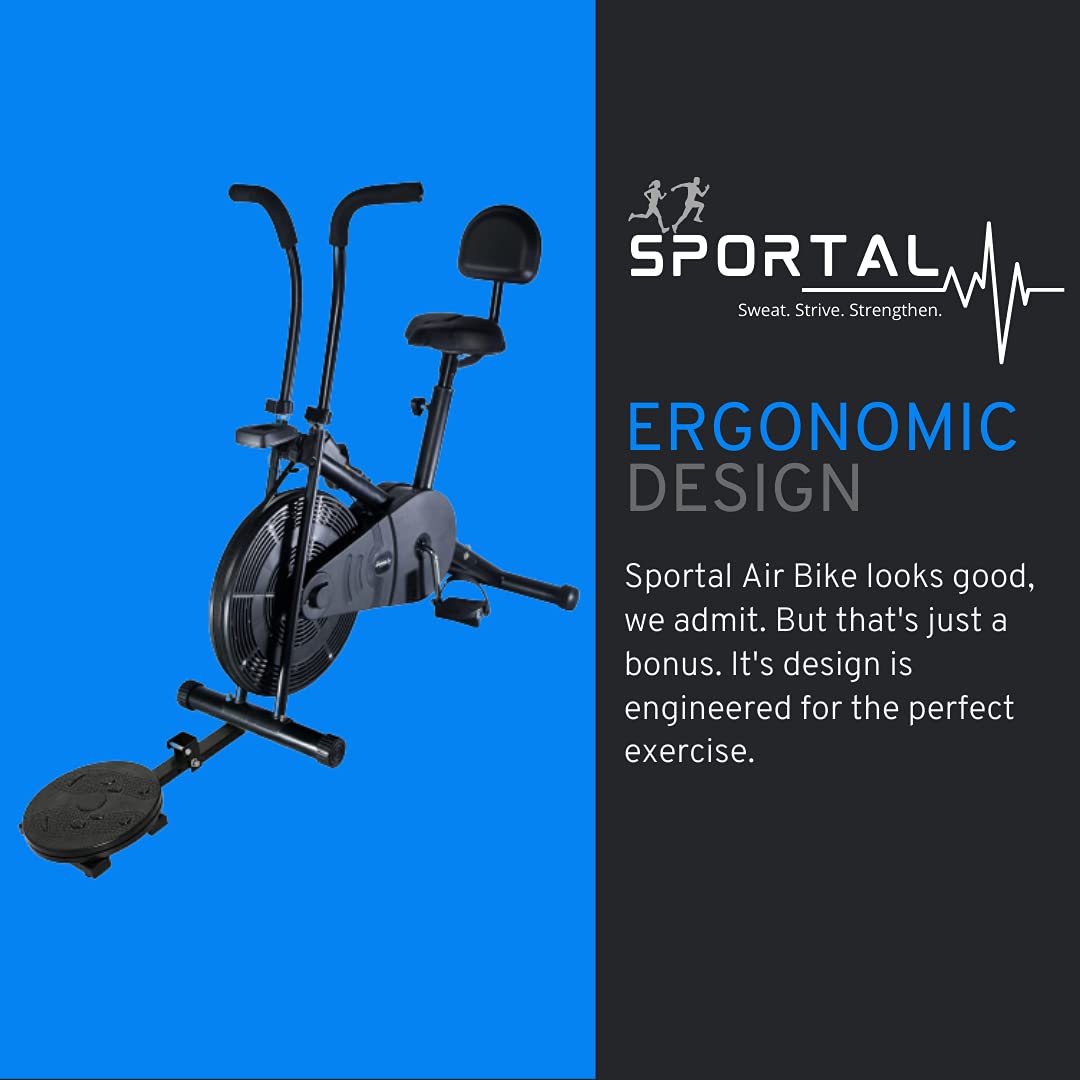 SPORTAL
Sweat. Strive. Strengthen.
ERGONOMIC
DESIGN
Sportal Air Bike looks good,
we admit. But that's just a
bonus. It's design is
engineered for the perfect
exercise.